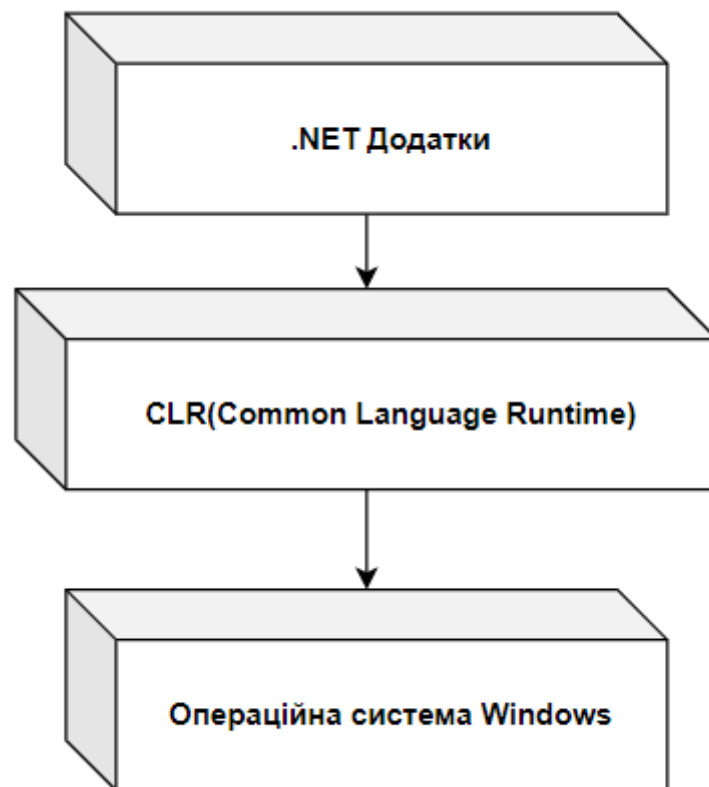 .NET Додатки
CLR(Common Language Runtime)
Операційна система Windows